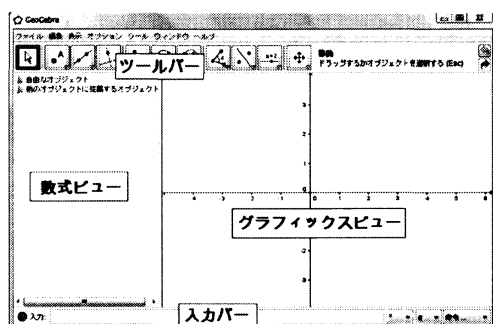 GeoGebra
ファイル 編集 表示 オプション ツール ウィンドウ ヘルプ
移動
ドラッグするかオブジェクトを選択する (Esc)
ツールバー
自由なオブジェクト
他のオブジェクトに従属するオブジェクト
数式ビュー
グラフィックスビュー
入力バー
入力: